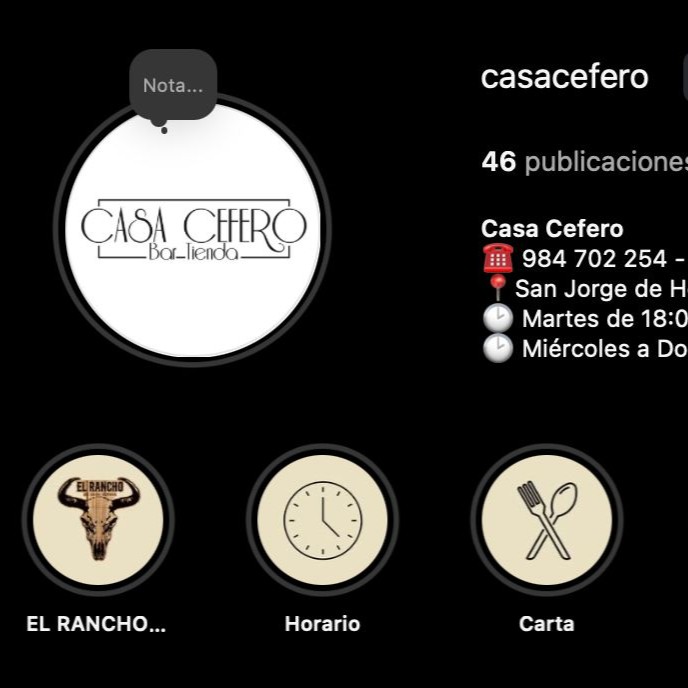 Nota...
casacefero
46 publicaciones
CASA CEFERO
Bar-Tienda
Casa Cefero
984 702 254 -
San Jorge de H
Martes de 18:0
Miércoles a Do
EL RANCHO
EL RANCHO...
Horario
Carta